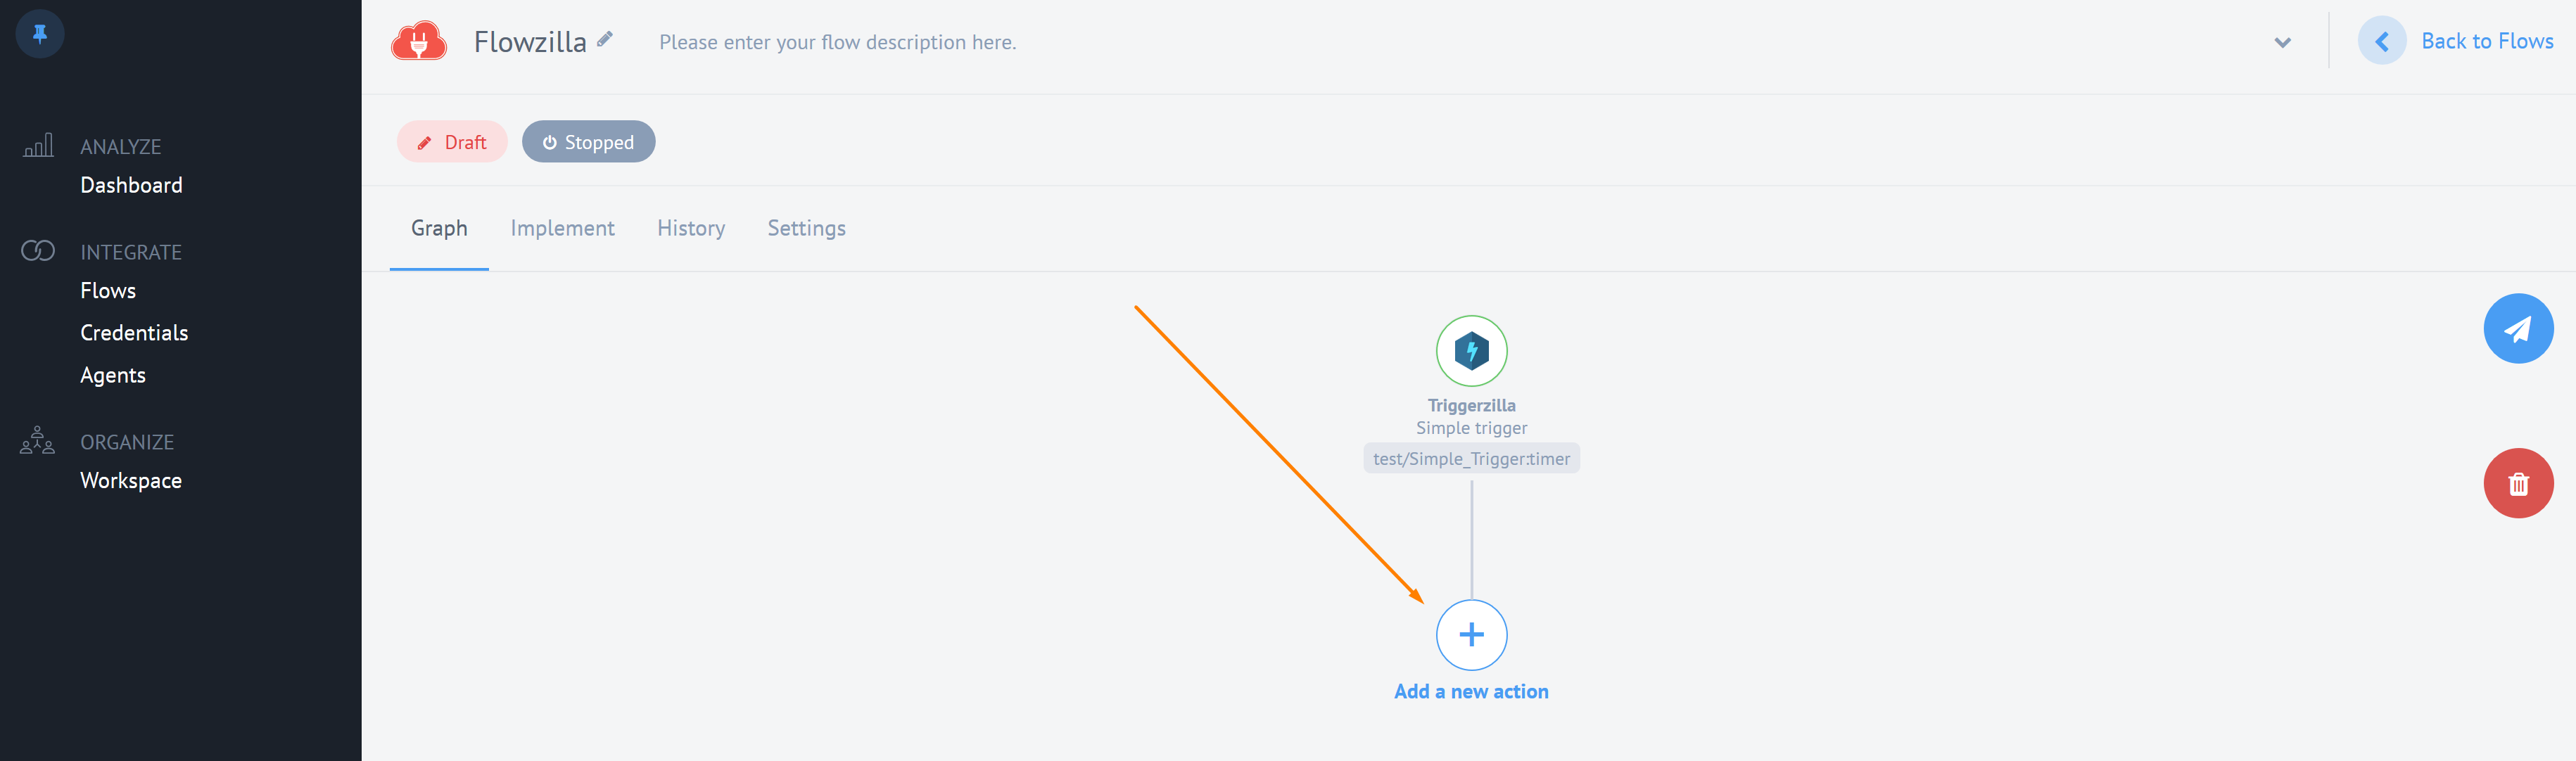 Flowzilla
Please enter your flow description here.
Back to Flows
ANALYZE
Dashboard
INTEGRATE
Flows
Credentials
Agents
ORGANIZE
Workspace
Draft
Stopped
Graph
Implement
History
Settings
Triggerzilla
Simple trigger
test/Simple_Trigger:timer
Add a new action